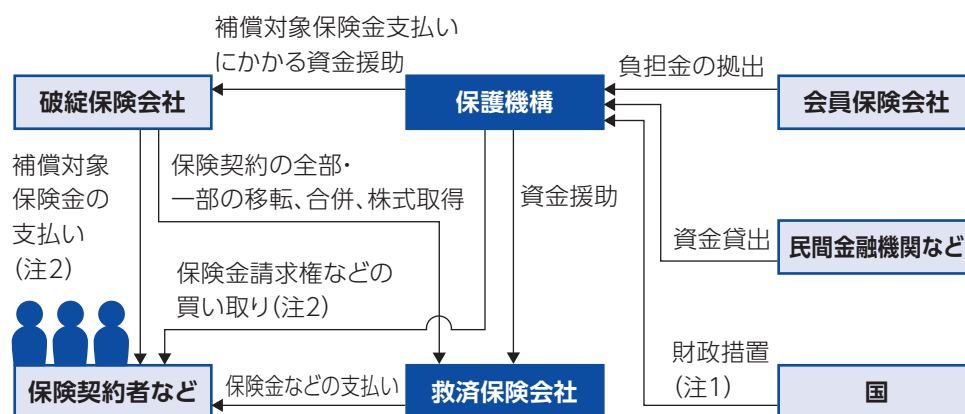 補償対象保険金支払い
にかかる資金援助
負担金の拠出
破綻保険会社
保護機構
会員保険会社
補償対象
保険金の
支払い
(注2)
保険契約の全部・
一部の移転、合併、株式取得
資金援助
資金貸出
民間金融機関など
保険金請求権などの
買い取り(注2)
財政措置
(注1)
保険契約者など
保険金などの支払い
救済保険会社
国